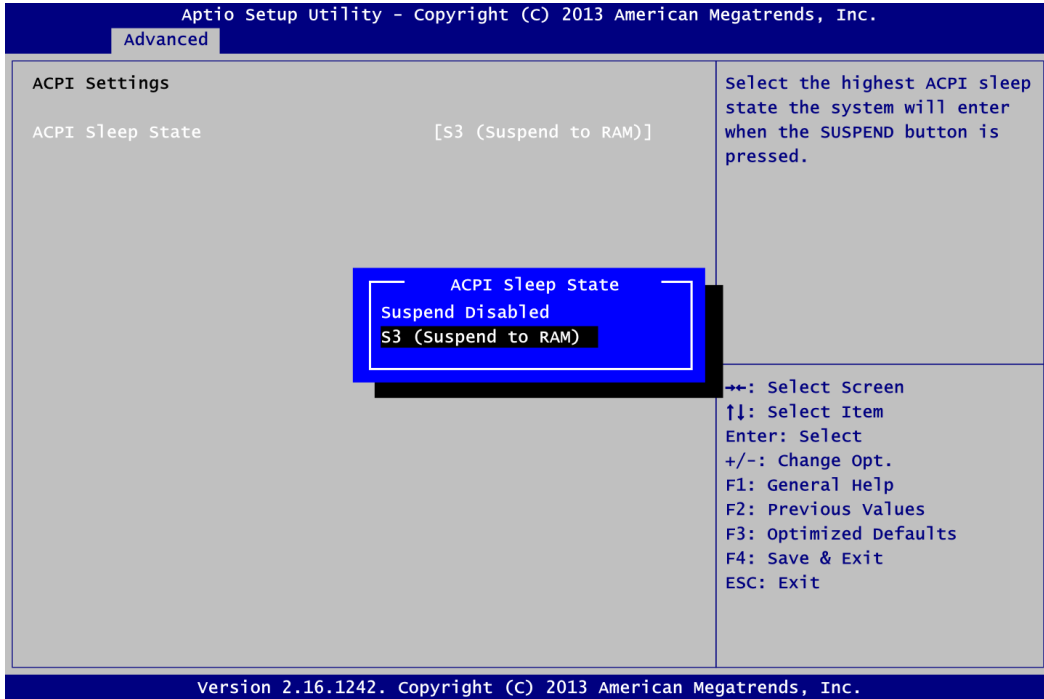 Aptio Setup Utility - Copyright (C) 2013 American Megatrends, Inc.
Advanced
ACPI Settings
ACPI Sleep State [S3 (Suspend to RAM)]
Select the highest ACPI sleep
state the system will enter
when the SUSPEND button is
pressed.
ACPI Sleep State
Suspend Disabled
S3 (Suspend to RAM)
→←: Select Screen
↑↓: Select Item
Enter: Select
+/-: Change Opt.
F1: General Help
F2: Previous Values
F3: Optimized Defaults
F4: Save & Exit
ESC: Exit
Version 2.16.1242. Copyright (C) 2013 American Megatrends, Inc.